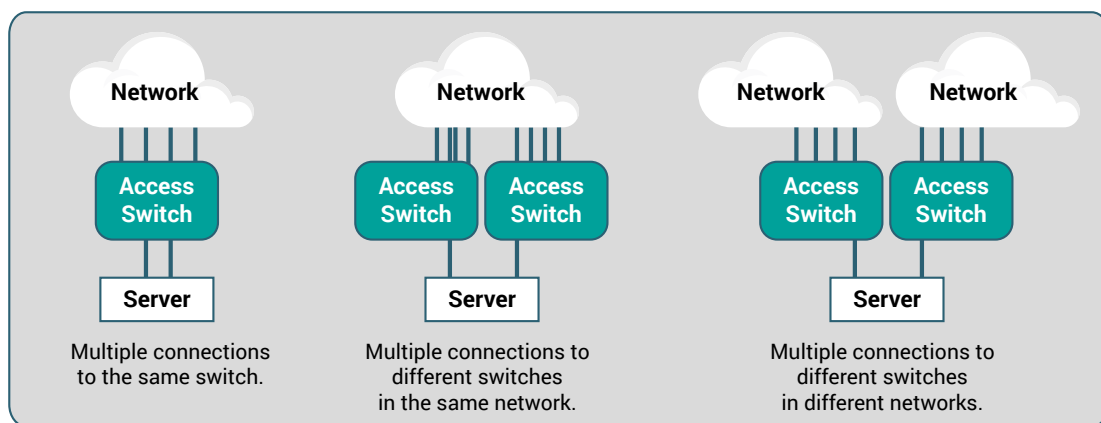 Network
Access
Switch
Server
Multiple connections
to the same switch.
Network
Access
Switch
Access
Switch
Server
Multiple connections to
different switches
in the same network.
Network
Network
Access
Switch
Access
Switch
Server
Multiple connections to
different switches
in different networks.